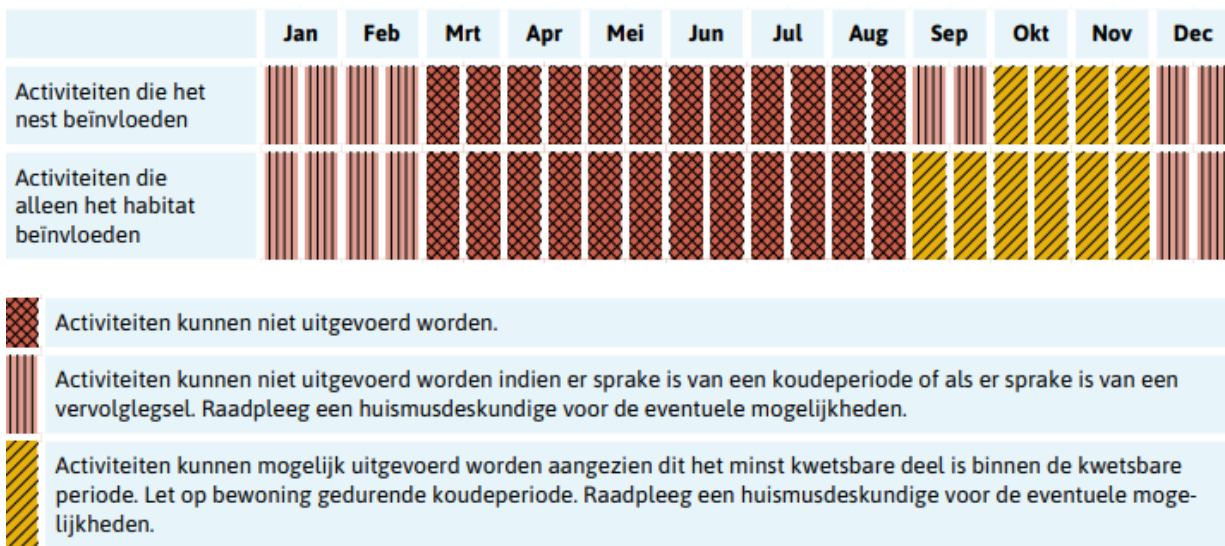 Jan Feb Mrt Apr Mei Jun Jul Aug Sep Okt Nov Dec
Activiteiten die het
nest beïnvloeden
Activiteiten die
alleen het habitat
beïnvloeden
Activiteiten kunnen niet uitgevoerd worden.
Activiteiten kunnen niet uitgevoerd worden indien er sprake is van een koudeperiode of als er sprake is van een
vervolglegsel. Raadpleeg een huismusdeskundige voor de eventuele mogelijkheden.
Activiteiten kunnen mogelijk uitgevoerd worden aangezien dit het minst kwetsbare deel is binnen de kwetsbare
periode. Let op bewoning gedurende koudeperiode. Raadpleeg een huismusdeskundige voor de eventuele moge-
lijkheden.